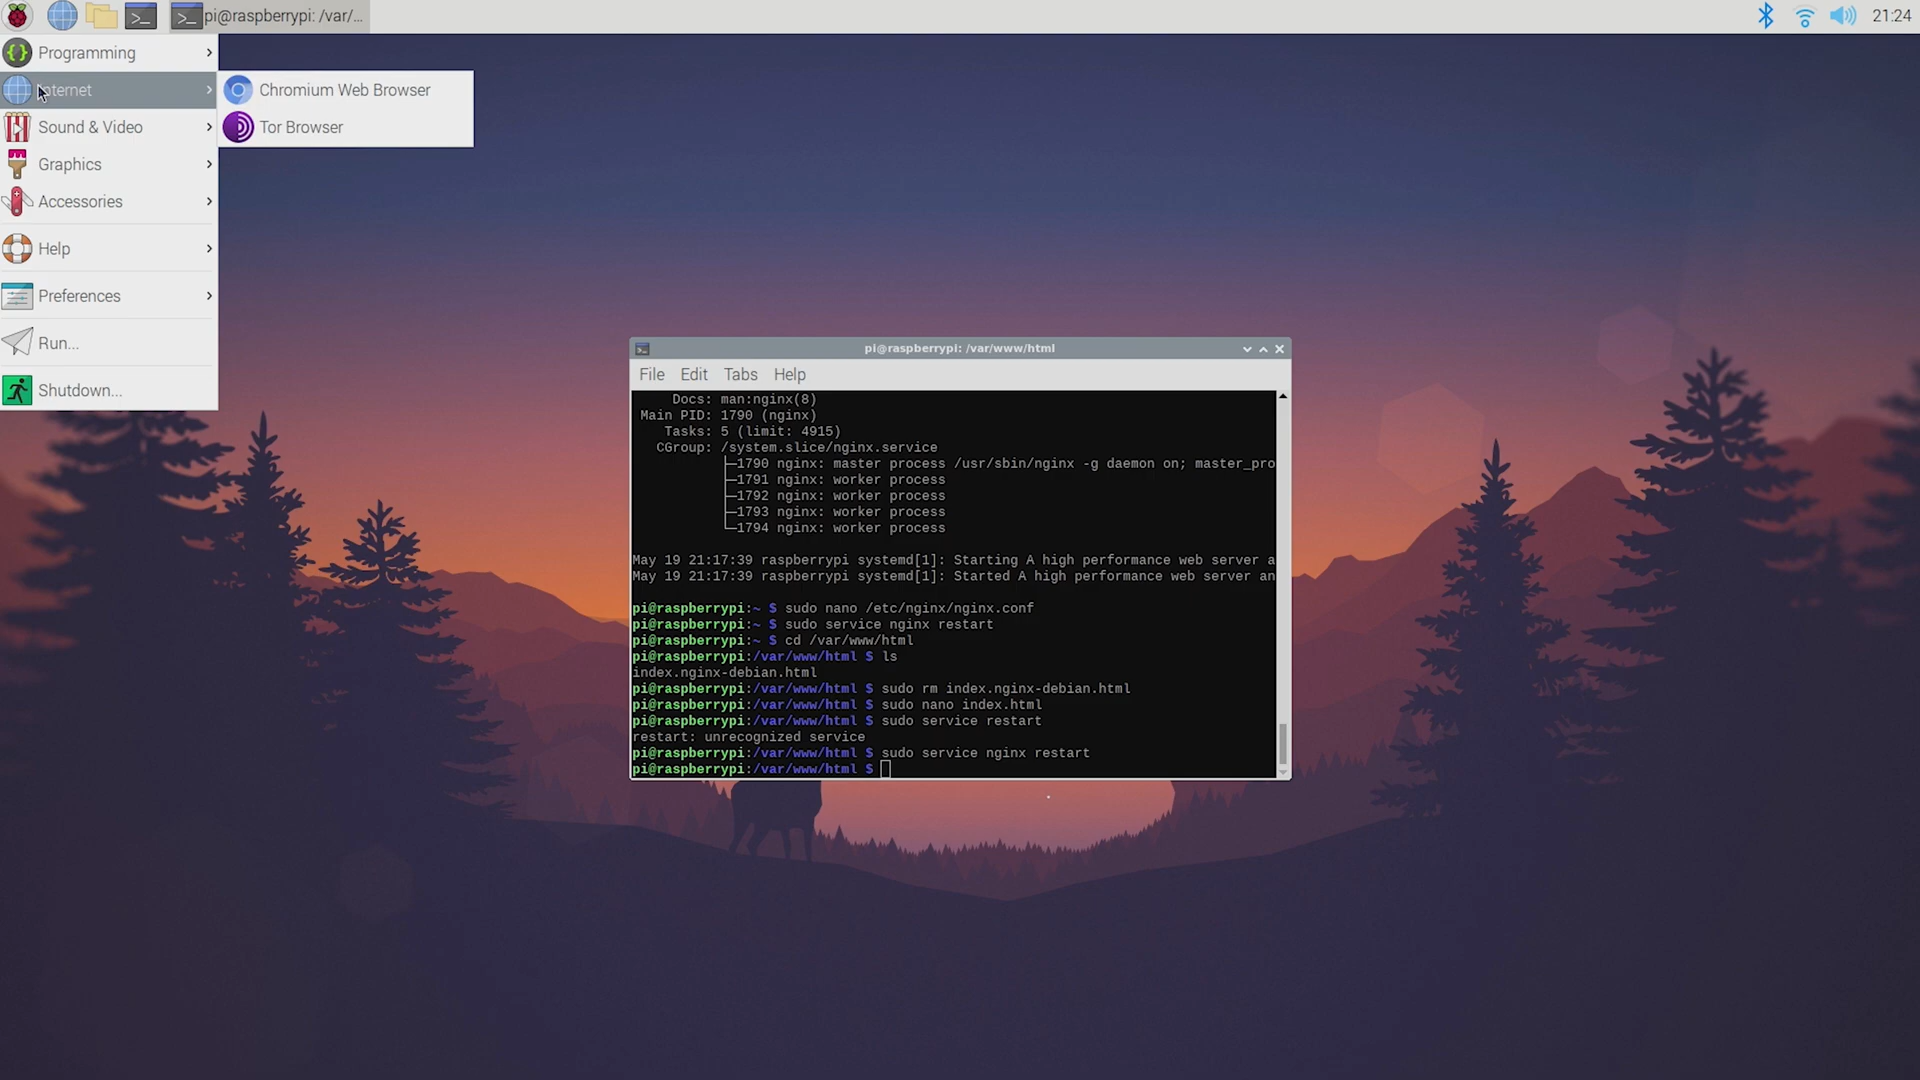 pi@raspberrypi: /var/...
21:24
Programming
Internet
Sound & Video
Graphics
Accessories
Help
Preferences
Run...
Shutdown...
Chromium Web Browser
Tor Browser
pi@raspberrypi: /var/www/html
File Edit Tabs Help
Docs: man:nginx(8)
Main PID: 1790 (nginx)
Tasks: 5 (limit: 4915)
CGroup: /system.slice/nginx.service
├─1790 nginx: master process /usr/sbin/nginx -g daemon on; master_pro
├─1791 nginx: worker process
├─1792 nginx: worker process
├─1793 nginx: worker process
└─1794 nginx: worker process
May 19 21:17:39 raspberrypi systemd[1]: Starting A high performance web server a
May 19 21:17:39 raspberrypi systemd[1]: Started A high performance web server an
pi@raspberrypi:~ $ sudo nano /etc/nginx/nginx.conf
pi@raspberrypi:~ $ sudo service nginx restart
pi@raspberrypi:~ $ cd /var/www/html
pi@raspberrypi:/var/www/html $ ls
index.nginx-debian.html
pi@raspberrypi:/var/www/html $ sudo rm index.nginx-debian.html
pi@raspberrypi:/var/www/html $ sudo nano index.html
pi@raspberrypi:/var/www/html $ sudo service restart
restart: unrecognized service
pi@raspberrypi:/var/www/html $ sudo service nginx restart
pi@raspberrypi:/var/www/html $